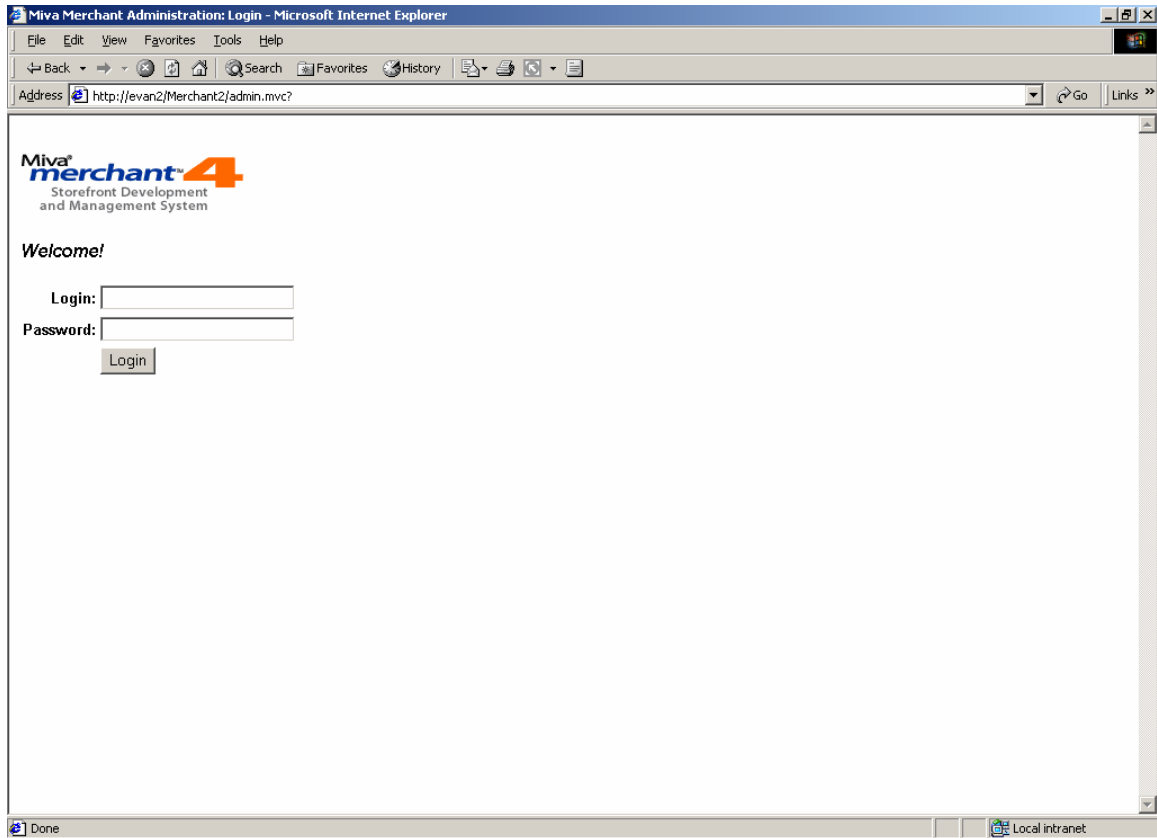 Miva Merchant Administration: Login - Microsoft Internet Explorer
File Edit View Favorites Tools Help
Back Search Favorites History
Address http://evan2/Merchant2/admin.mvc? Go Links »
Miva®
merchant™ 4
Storefront Development
and Management System
Welcome!
Login:
Password:
Login
Done Local intranet